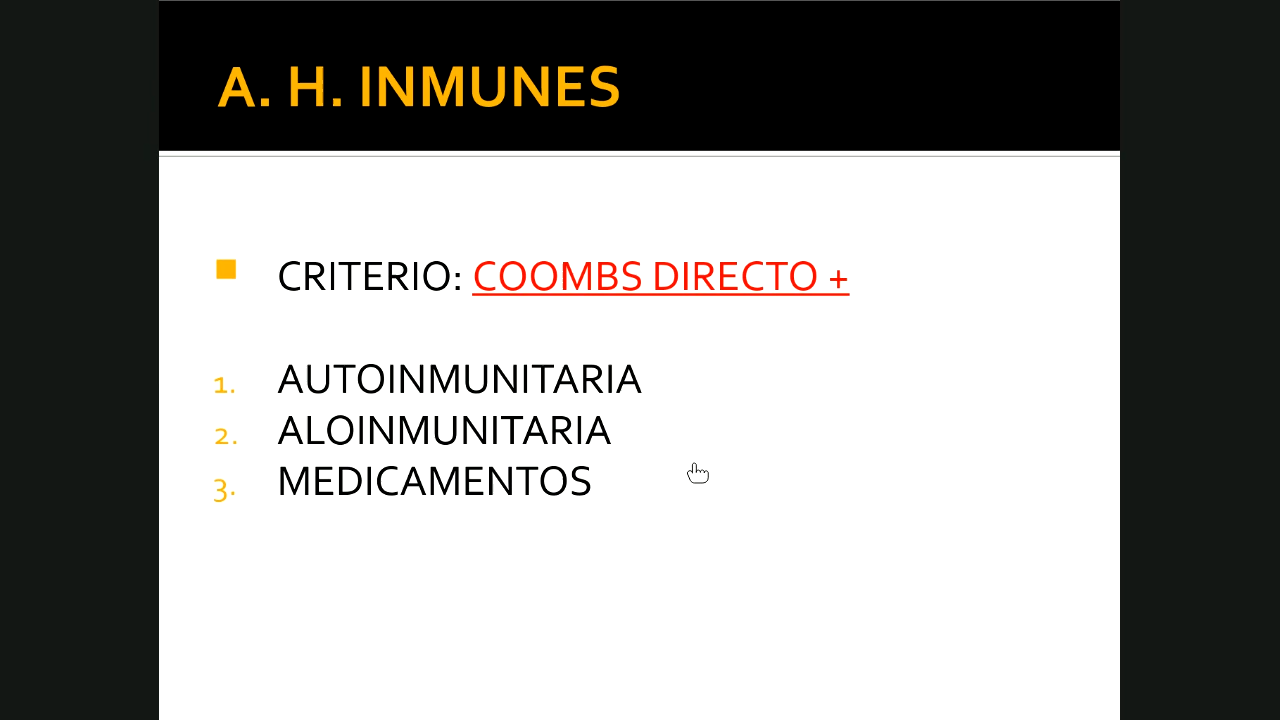 A. H. INMUNES
CRITERIO: COOMBS DIRECTO +
1. AUTOINMUNITARIA
2. ALOINMUNITARIA
3. MEDICAMENTOS